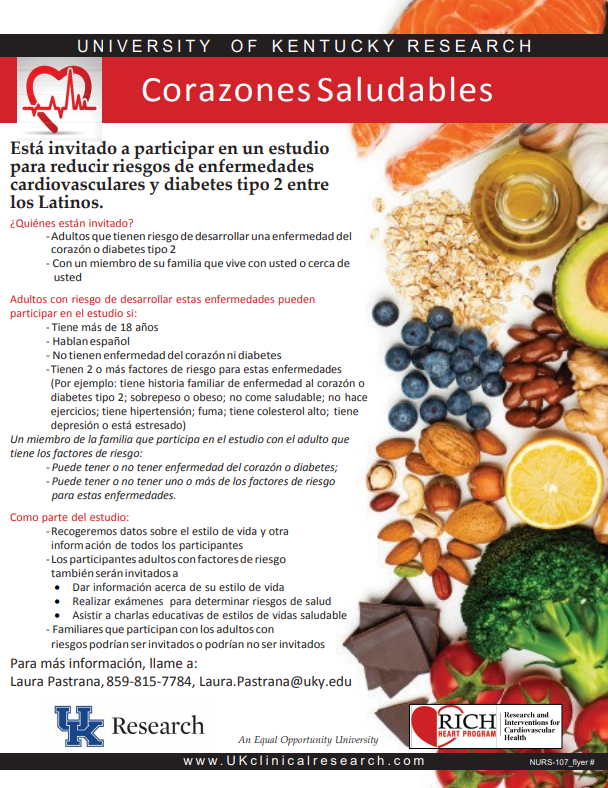 UNIVERSITY OF KENTUCKY RESEARCH
Corazones Saludables
Está invitado a participar en un estudio
para reducir riesgos de enfermedades
cardiovasculares y diabetes tipo 2 entre
los Latinos.
¿Quiénes están invitado?
- Adultos que tienen riesgo de desarrollar una enfermedad del
corazón o diabetes tipo 2
- Con un miembro de su familia que vive con usted o cerca de
usted
Adultos con riesgo de desarrollar estas enfermedades pueden
participar en el estudio si:
- Tiene más de 18 años
- Hablan español
- No tienen enfermedad del corazón ni diabetes
- Tienen 2 o más factores de riesgo para estas enfermedades
(Por ejemplo: tiene historia familiar de enfermedad al corazón o
diabetes tipo 2; sobrepeso o obeso; no come saludable; no hace
ejercicios; tiene hipertensión; fuma; tiene colesterol alto; tiene
depresión o está estresado)
Un miembro de la familia que participa en el estudio con el adulto que
tiene los factores de riesgo:
- Puede tener o no tener enfermedad del corazón o diabetes;
- Puede tener o no tener uno o más de los factores de riesgo
para estas enfermedades.
Como parte del estudio:
- Recogeremos datos sobre el estilo de vida y otra
información de todos los participantes
- Los participantes adultos con factores de riesgo
también serán invitados a
• Dar información acerca de su estilo de vida
• Realizar exámenes para determinar riesgos de salud
• Asistir a charlas educativas de estilos de vidas saludable
- Familiares que participan con los adultos con
riesgos podrían ser invitados o podrían no ser invitados
Para más información, llame a:
Laura Pastrana, 859-815-7784, Laura.Pastrana@uky.edu
UK Research
An Equal Opportunity University
RICH
HEART PROGRAM
Research and
Interventions for
Cardiovascular
Health
www.UKclinicalresearch.com
NURS-107_flyer #